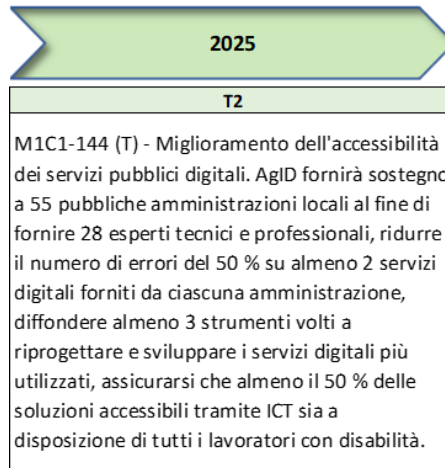 2025
T2
M1C1-144 (T) - Miglioramento dell'accessibilità
dei servizi pubblici digitali. AgID fornirà sostegno
a 55 pubbliche amministrazioni locali al fine di
fornire 28 esperti tecnici e professionali, ridurre
il numero di errori del 50 % su almeno 2 servizi
digitali forniti da ciascuna amministrazione,
diffondere almeno 3 strumenti volti a
riprogettare e sviluppare i servizi digitali più
utilizzati, assicurarsi che almeno il 50 % delle
soluzioni accessibili tramite ICT sia a
disposizione di tutti i lavoratori con disabilità.